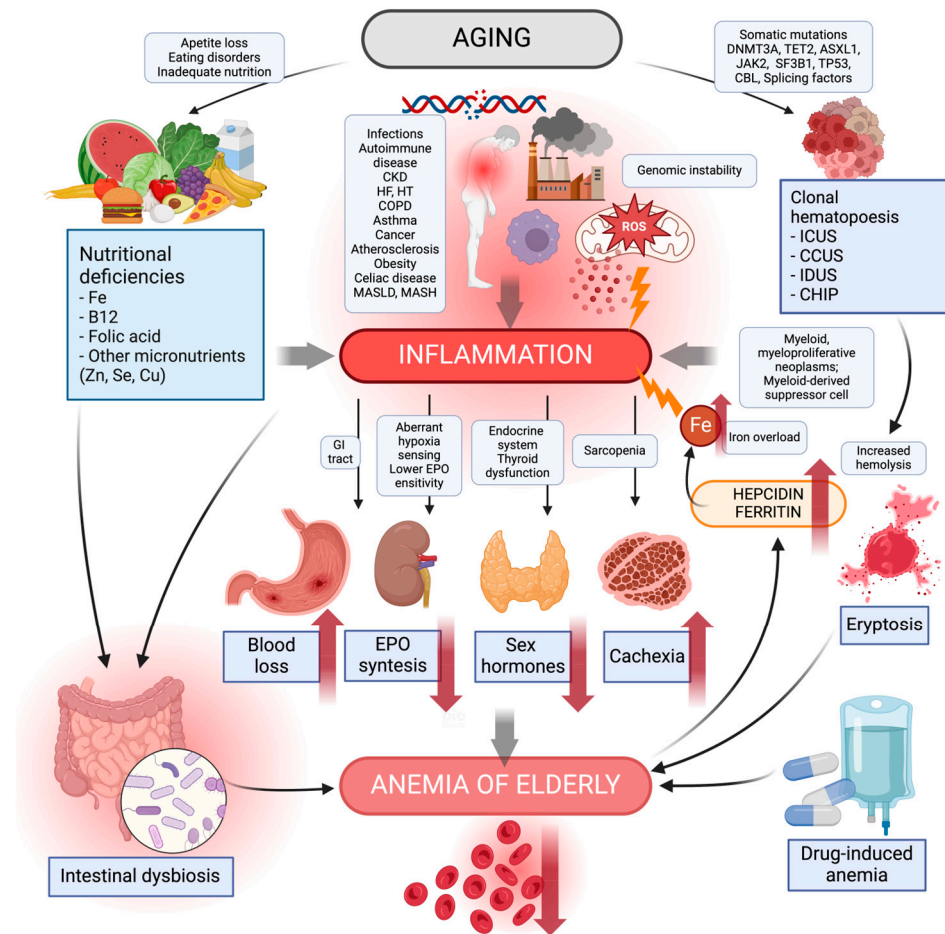 AGING
Apetite loss
Eating disorders
Inadequate nutrition
Somatic mutations
DNMT3A, TET2, ASXL1,
JAK2, SF3B1, TP53,
CBL, Splicing factors
Infections
Autoimmune
disease
CKD
HF, HT
COPD
Asthma
Cancer
Atherosclerosis
Obesity
Celiac disease
MASLD, MASH
Genomic instability
ROS
Nutritional
deficiencies
- Fe
- B12
- Folic acid
- Other micronutrients
(Zn, Se, Cu)
Clonal
hematopoesis
- ICUS
- CCUS
- IDUS
- CHIP
INFLAMMATION
Myeloid,
myeloproliferative
neoplasms;
Myeloid-derived
suppressor cell
Fe
Iron overload
GI
tract
Aberrant
hypoxia
sensing
Lower EPO
ensitivity
Endocrine
system
Thyroid
dysfunction
Sarcopenia
Increased
hemolysis
HEPCIDIN
FERRITIN
Blood
loss
EPO
syntesis
Sex
hormones
Cachexia
Eryptosis
ANEMIA OF ELDERLY
Intestinal dysbiosis
Drug-induced
anemia